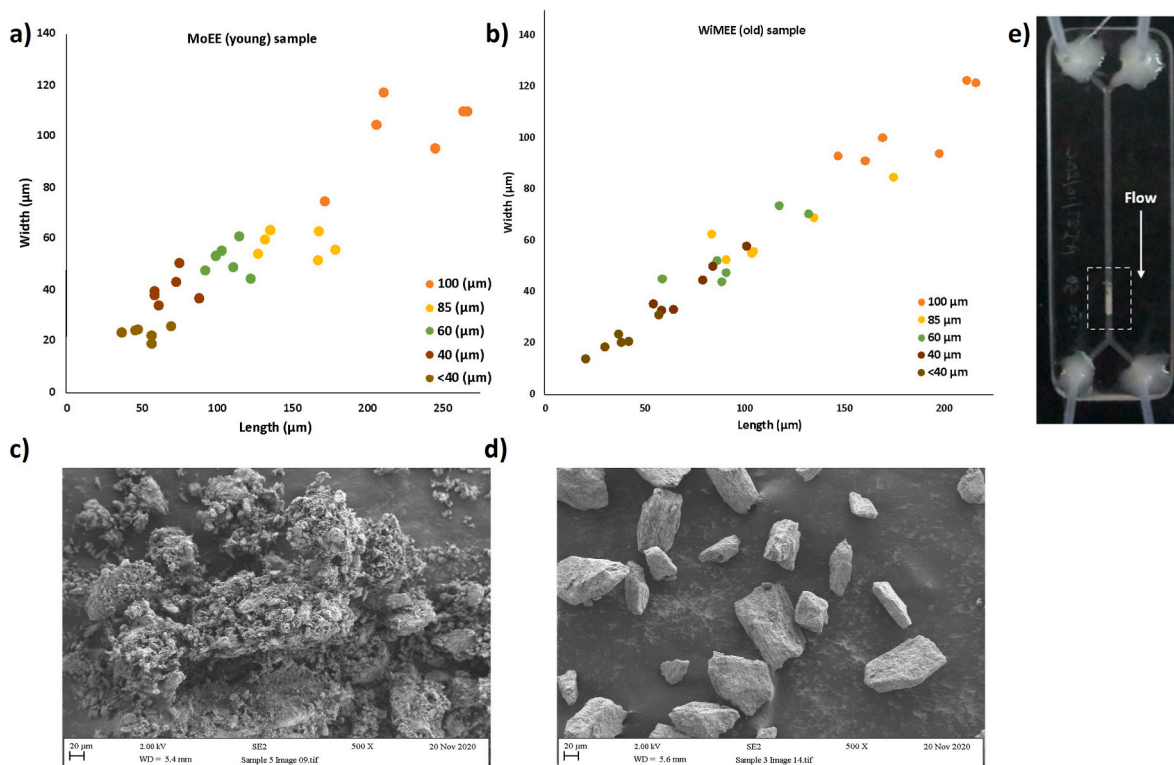 a)
MoEE (young) sample
140
120
100
80
60
40
20
0
Width (µm)
0 50 100 150 200 250
Length (µm)
100 (µm)
85 (µm)
60 (µm)
40 (µm)
<40 (µm)
b)
WiMEE (old) sample
140
120
100
80
60
40
20
0
Width (µm)
0 50 100 150 200
Length (µm)
100 µm
85 µm
60 µm
40 µm
<40 µm
e)
Flow
c)
20 µm 2.00 kV SE2 500 X 20 Nov 2020
WD = 5.4 mm Sample 5 Image 09.tif
d)
20 µm 2.00 kV SE2 500 X 20 Nov 2020
WD = 5.6 mm Sample 3 Image 14.tif